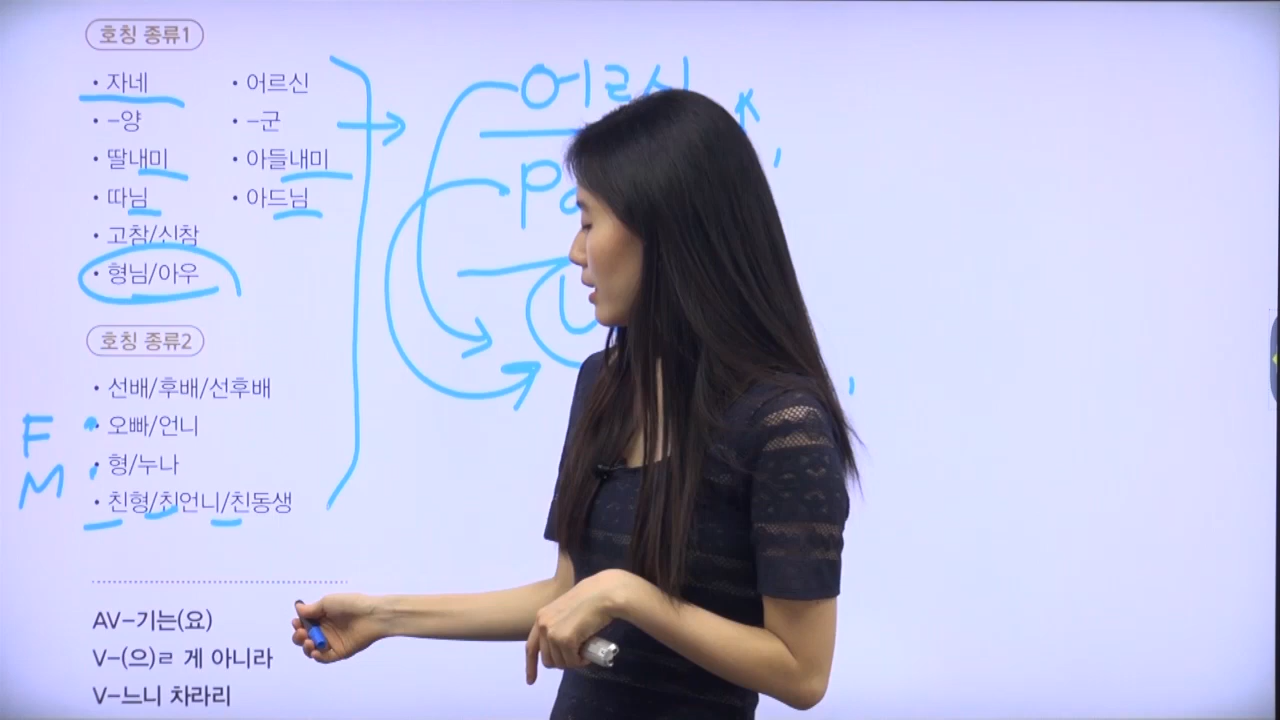 호칭 종류1
• 자네 • 어르신
• -양 • -군
• 딸내미 • 아들내미
• 따님 • 아드님
• 고참/신참
• 형님/아우
호칭 종류2
• 선배/후배/선후배
F • 오빠/언니
• 형/누나
M • 친형/친언니/친동생
AV-기는(요)
V-(으)ㄹ 게 아니라
V-느니 차라리
어르신